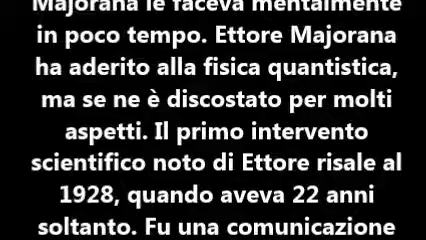 Majorana le faceva mentalmente
in poco tempo. Ettore Majorana
ha aderito alla fisica quantistica,
ma se ne è discostato per molti
aspetti. Il primo intervento
scientifico noto di Ettore risale al
1928, quando aveva 22 anni
soltanto. Fu una comunicazione